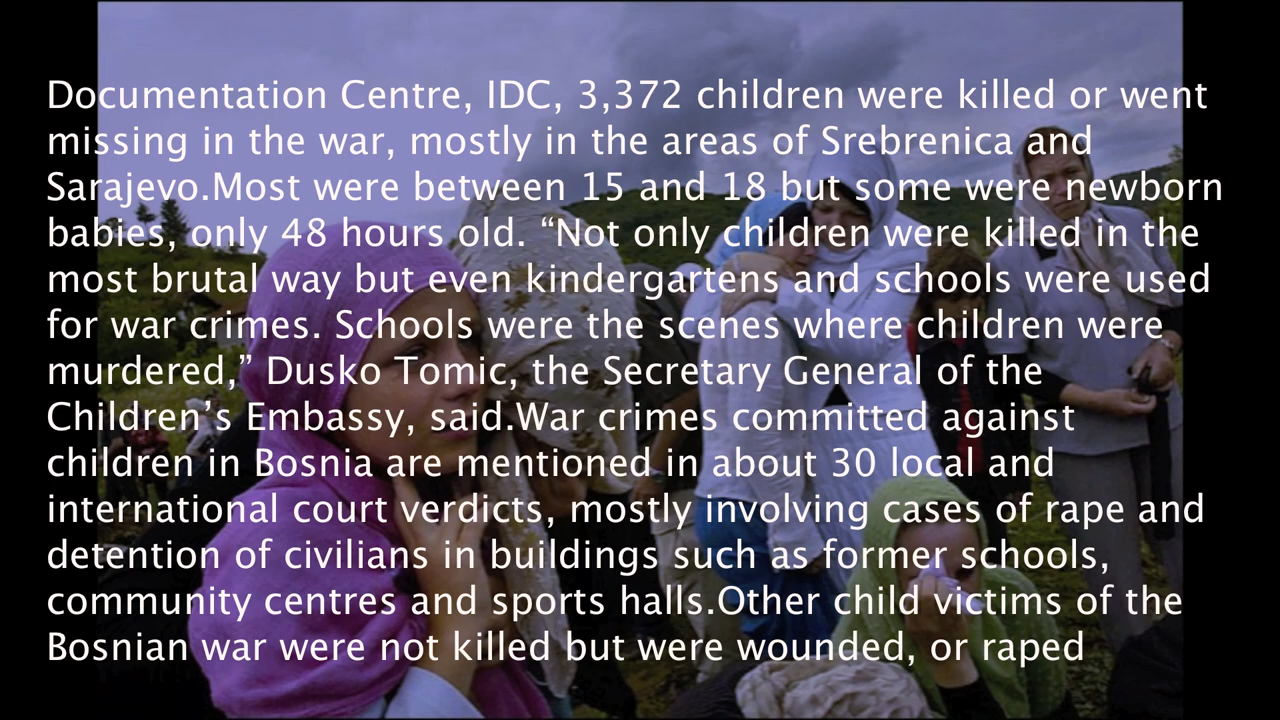 Documentation Centre, IDC, 3,372 children were killed or went
missing in the war, mostly in the areas of Srebrenica and
Sarajevo.Most were between 15 and 18 but some were newborn
babies, only 48 hours old. “Not only children were killed in the
most brutal way but even kindergartens and schools were used
for war crimes. Schools were the scenes where children were
murdered,” Dusko Tomic, the Secretary General of the
Children’s Embassy, said.War crimes committed against
children in Bosnia are mentioned in about 30 local and
international court verdicts, mostly involving cases of rape and
detention of civilians in buildings such as former schools,
community centres and sports halls.Other child victims of the
Bosnian war were not killed but were wounded, or raped